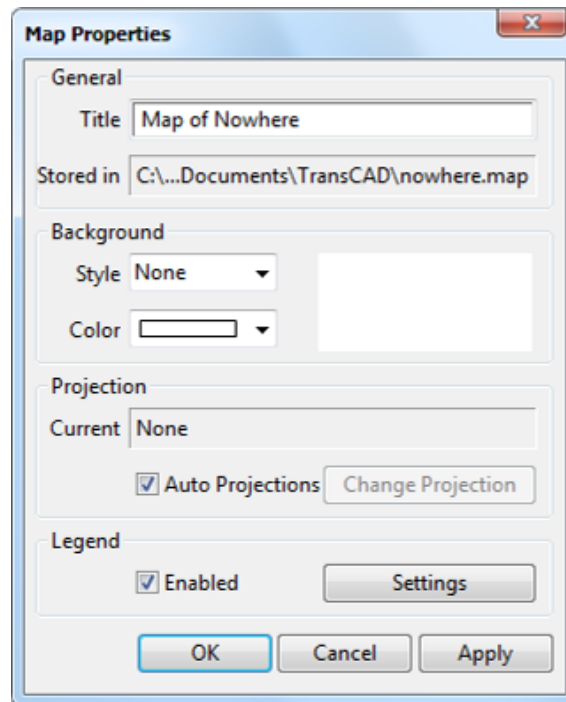 Map Properties
General
Title Map of Nowhere
Stored in C:\...Documents\TransCAD\nowhere.map
Background
Style None
Color
Projection
Current None
Auto Projections Change Projection
Legend
Enabled Settings
OK Cancel Apply